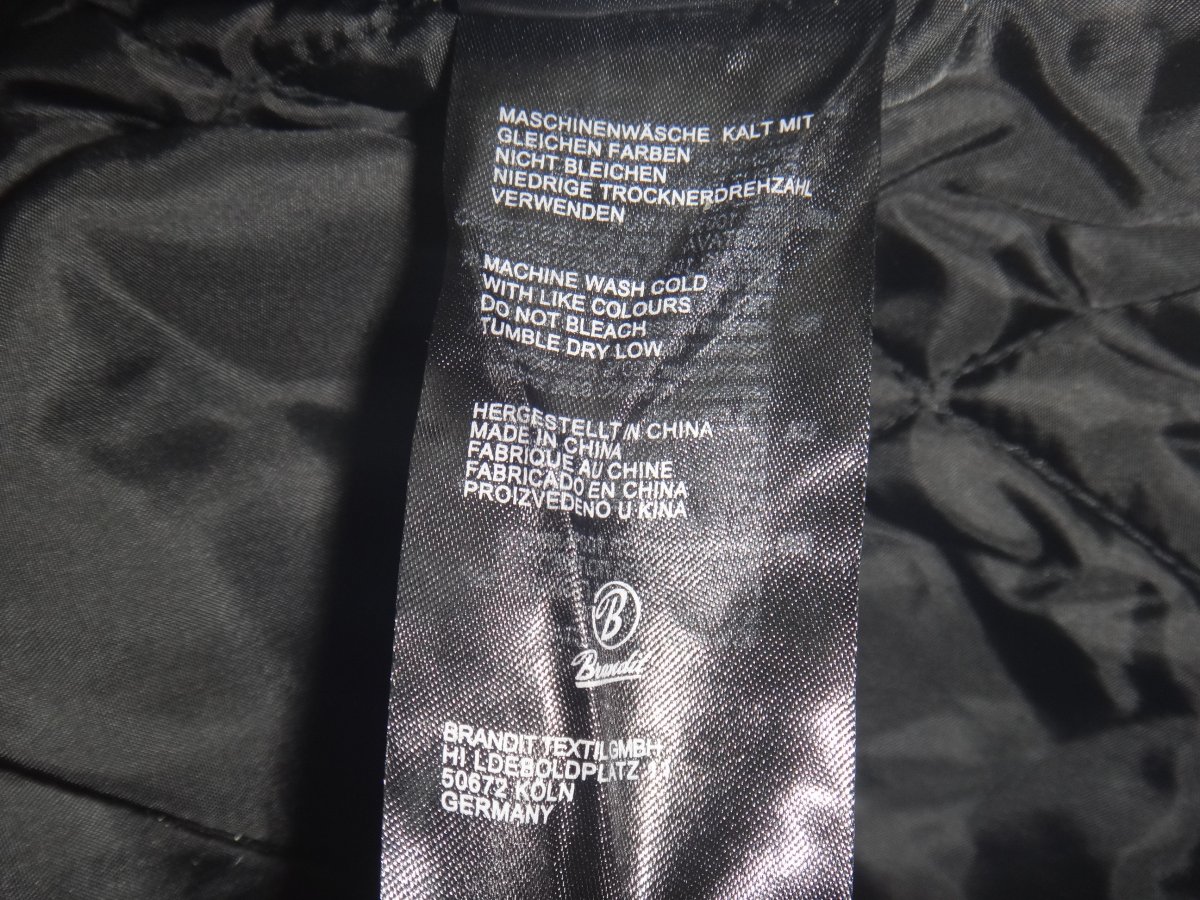 MASCHINENWÄSCHE KALT MIT
GLEICHEN FARBEN
NICHT BLEICHEN
NIEDRIGE TROCKNERDREHZAHL
VERWENDEN
MACHINE WASH COLD
WITH LIKE COLOURS
DO NOT BLEACH
TUMBLE DRY LOW
HERGESTELLT IN CHINA
MADE IN CHINA
FABRIQUE AU CHINE
FABRICADO EN CHINA
PROIZVEDENO U KINA
B
Brandit
BRANDIT TEXTIL GMBH
HI LDEBOLDPLATZ
50672 KÖLN
GERMANY